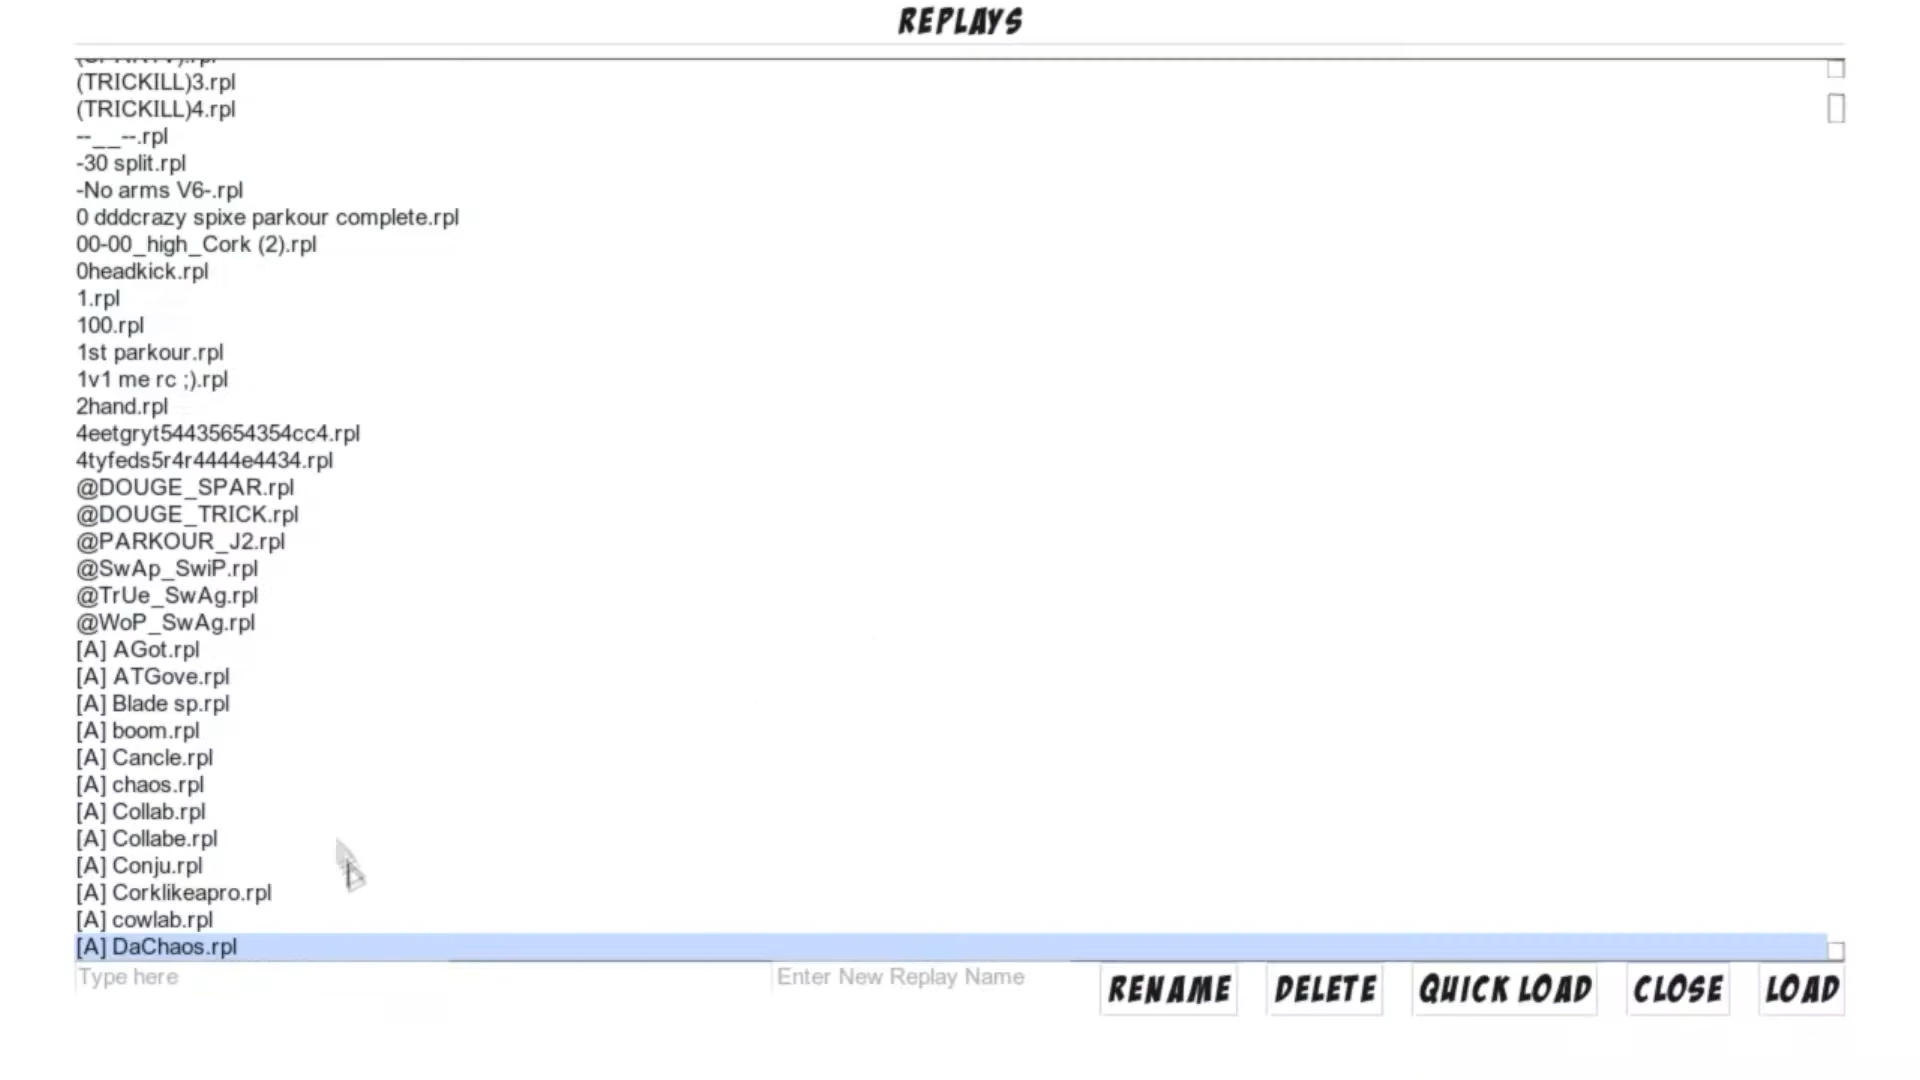 REPLAYS
(TRICKILL)3.rpl
(TRICKILL)4.rpl
--__--.rpl
-30 split.rpl
-No arms V6-.rpl
0 dddcrazy spixe parkour complete.rpl
00-00_high_Cork (2).rpl
0headkick.rpl
1.rpl
100.rpl
1st parkour.rpl
1v1 me rc ;).rpl
2hand.rpl
4eetgryt54435654354cc4.rpl
4tyfeds5r4r4444e4434.rpl
@DOUGE_SPAR.rpl
@DOUGE_TRICK.rpl
@PARKOUR_J2.rpl
@SwAp_SwiP.rpl
@TrUe_SwAg.rpl
@WoP_SwAg.rpl
[A] AGot.rpl
[A] ATGove.rpl
[A] Blade sp.rpl
[A] boom.rpl
[A] Cancle.rpl
[A] chaos.rpl
[A] Collab.rpl
[A] Collabe.rpl
[A] Conju.rpl
[A] Corklikeapro.rpl
[A] cowlab.rpl
[A] DaChaos.rpl
Type here Enter New Replay Name RENAME DELETE QUICK LOAD CLOSE LOAD